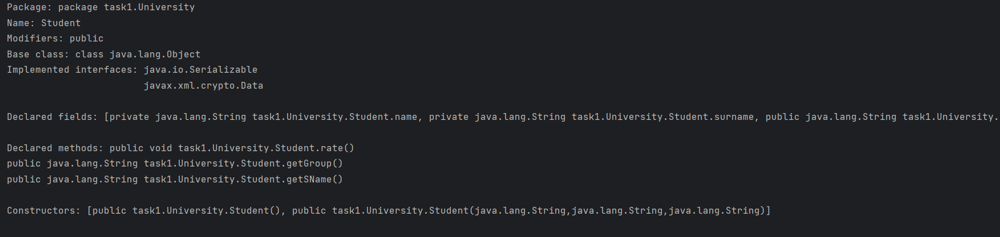 Package: package task1.University
Name: Student
Modifiers: public
Base class: class java.lang.Object
Implemented interfaces: java.io.Serializable
javax.xml.crypto.Data
Declared fields: [private java.lang.String task1.University.Student.name, private java.lang.String task1.University.Student.surname, public java.lang.String task1.University.
Declared methods: public void task1.University.Student.rate()
public java.lang.String task1.University.Student.getGroup()
public java.lang.String task1.University.Student.getSName()
Constructors: [public task1.University.Student(), public task1.University.Student(java.lang.String,java.lang.String,java.lang.String)]